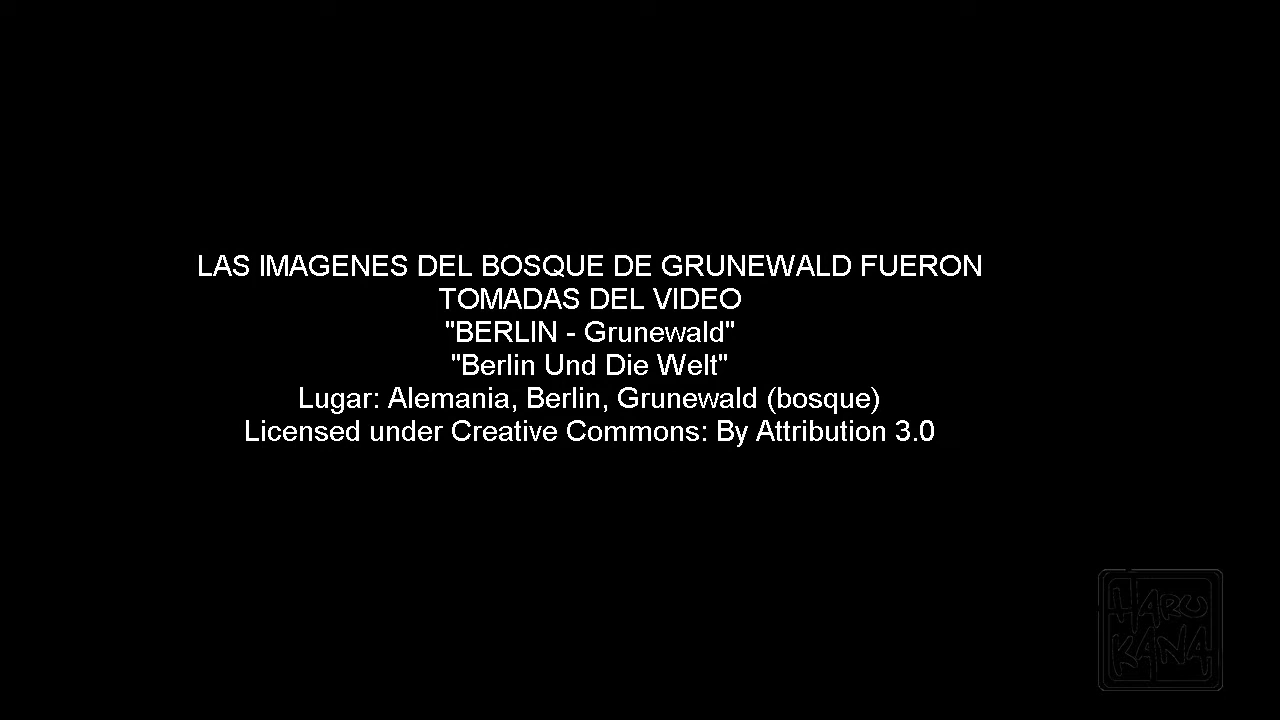 LAS IMAGENES DEL BOSQUE DE GRUNEWALD FUERON
TOMADAS DEL VIDEO
"BERLIN - Grunewald"
"Berlin Und Die Welt"
Lugar: Alemania, Berlin, Grunewald (bosque)
Licensed under Creative Commons: By Attribution 3.0
HARU
KANA